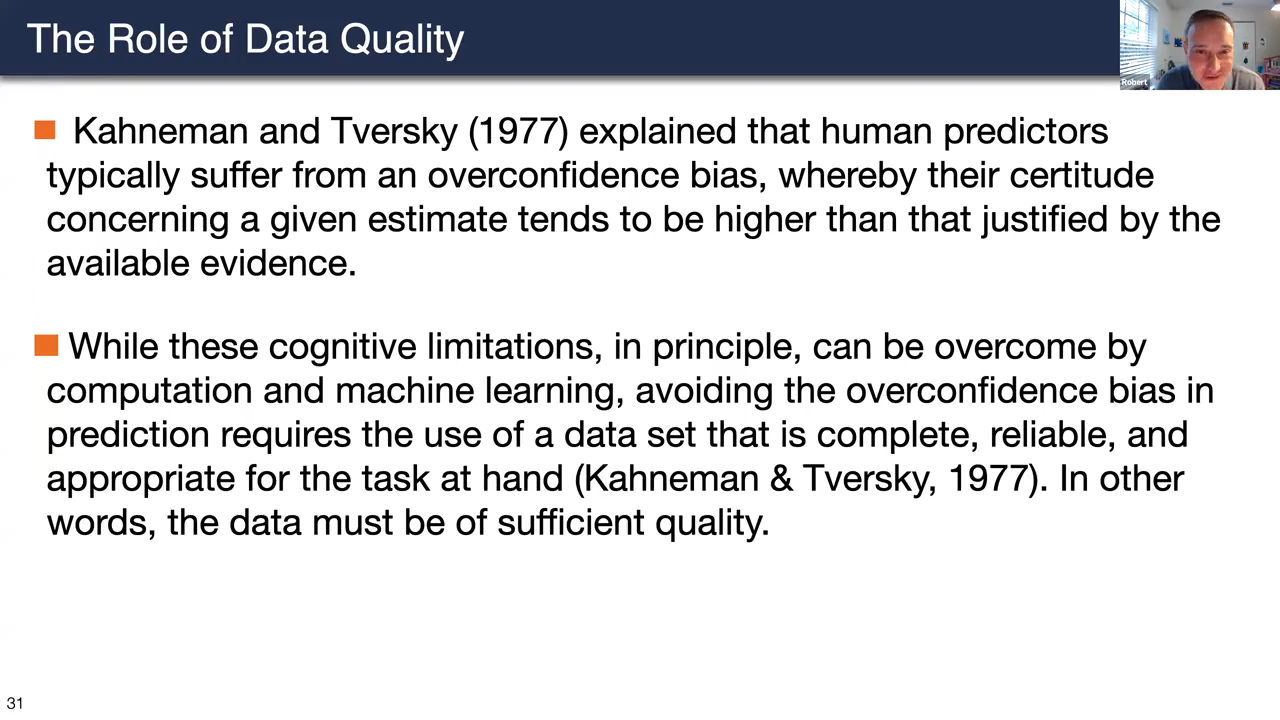 The Role of Data Quality
Robert
Kahneman and Tversky (1977) explained that human predictors
typically suffer from an overconfidence bias, whereby their certitude
concerning a given estimate tends to be higher than that justified by the
available evidence.
While these cognitive limitations, in principle, can be overcome by
computation and machine learning, avoiding the overconfidence bias in
prediction requires the use of a data set that is complete, reliable, and
appropriate for the task at hand (Kahneman & Tversky, 1977). In other
words, the data must be of sufficient quality.
31